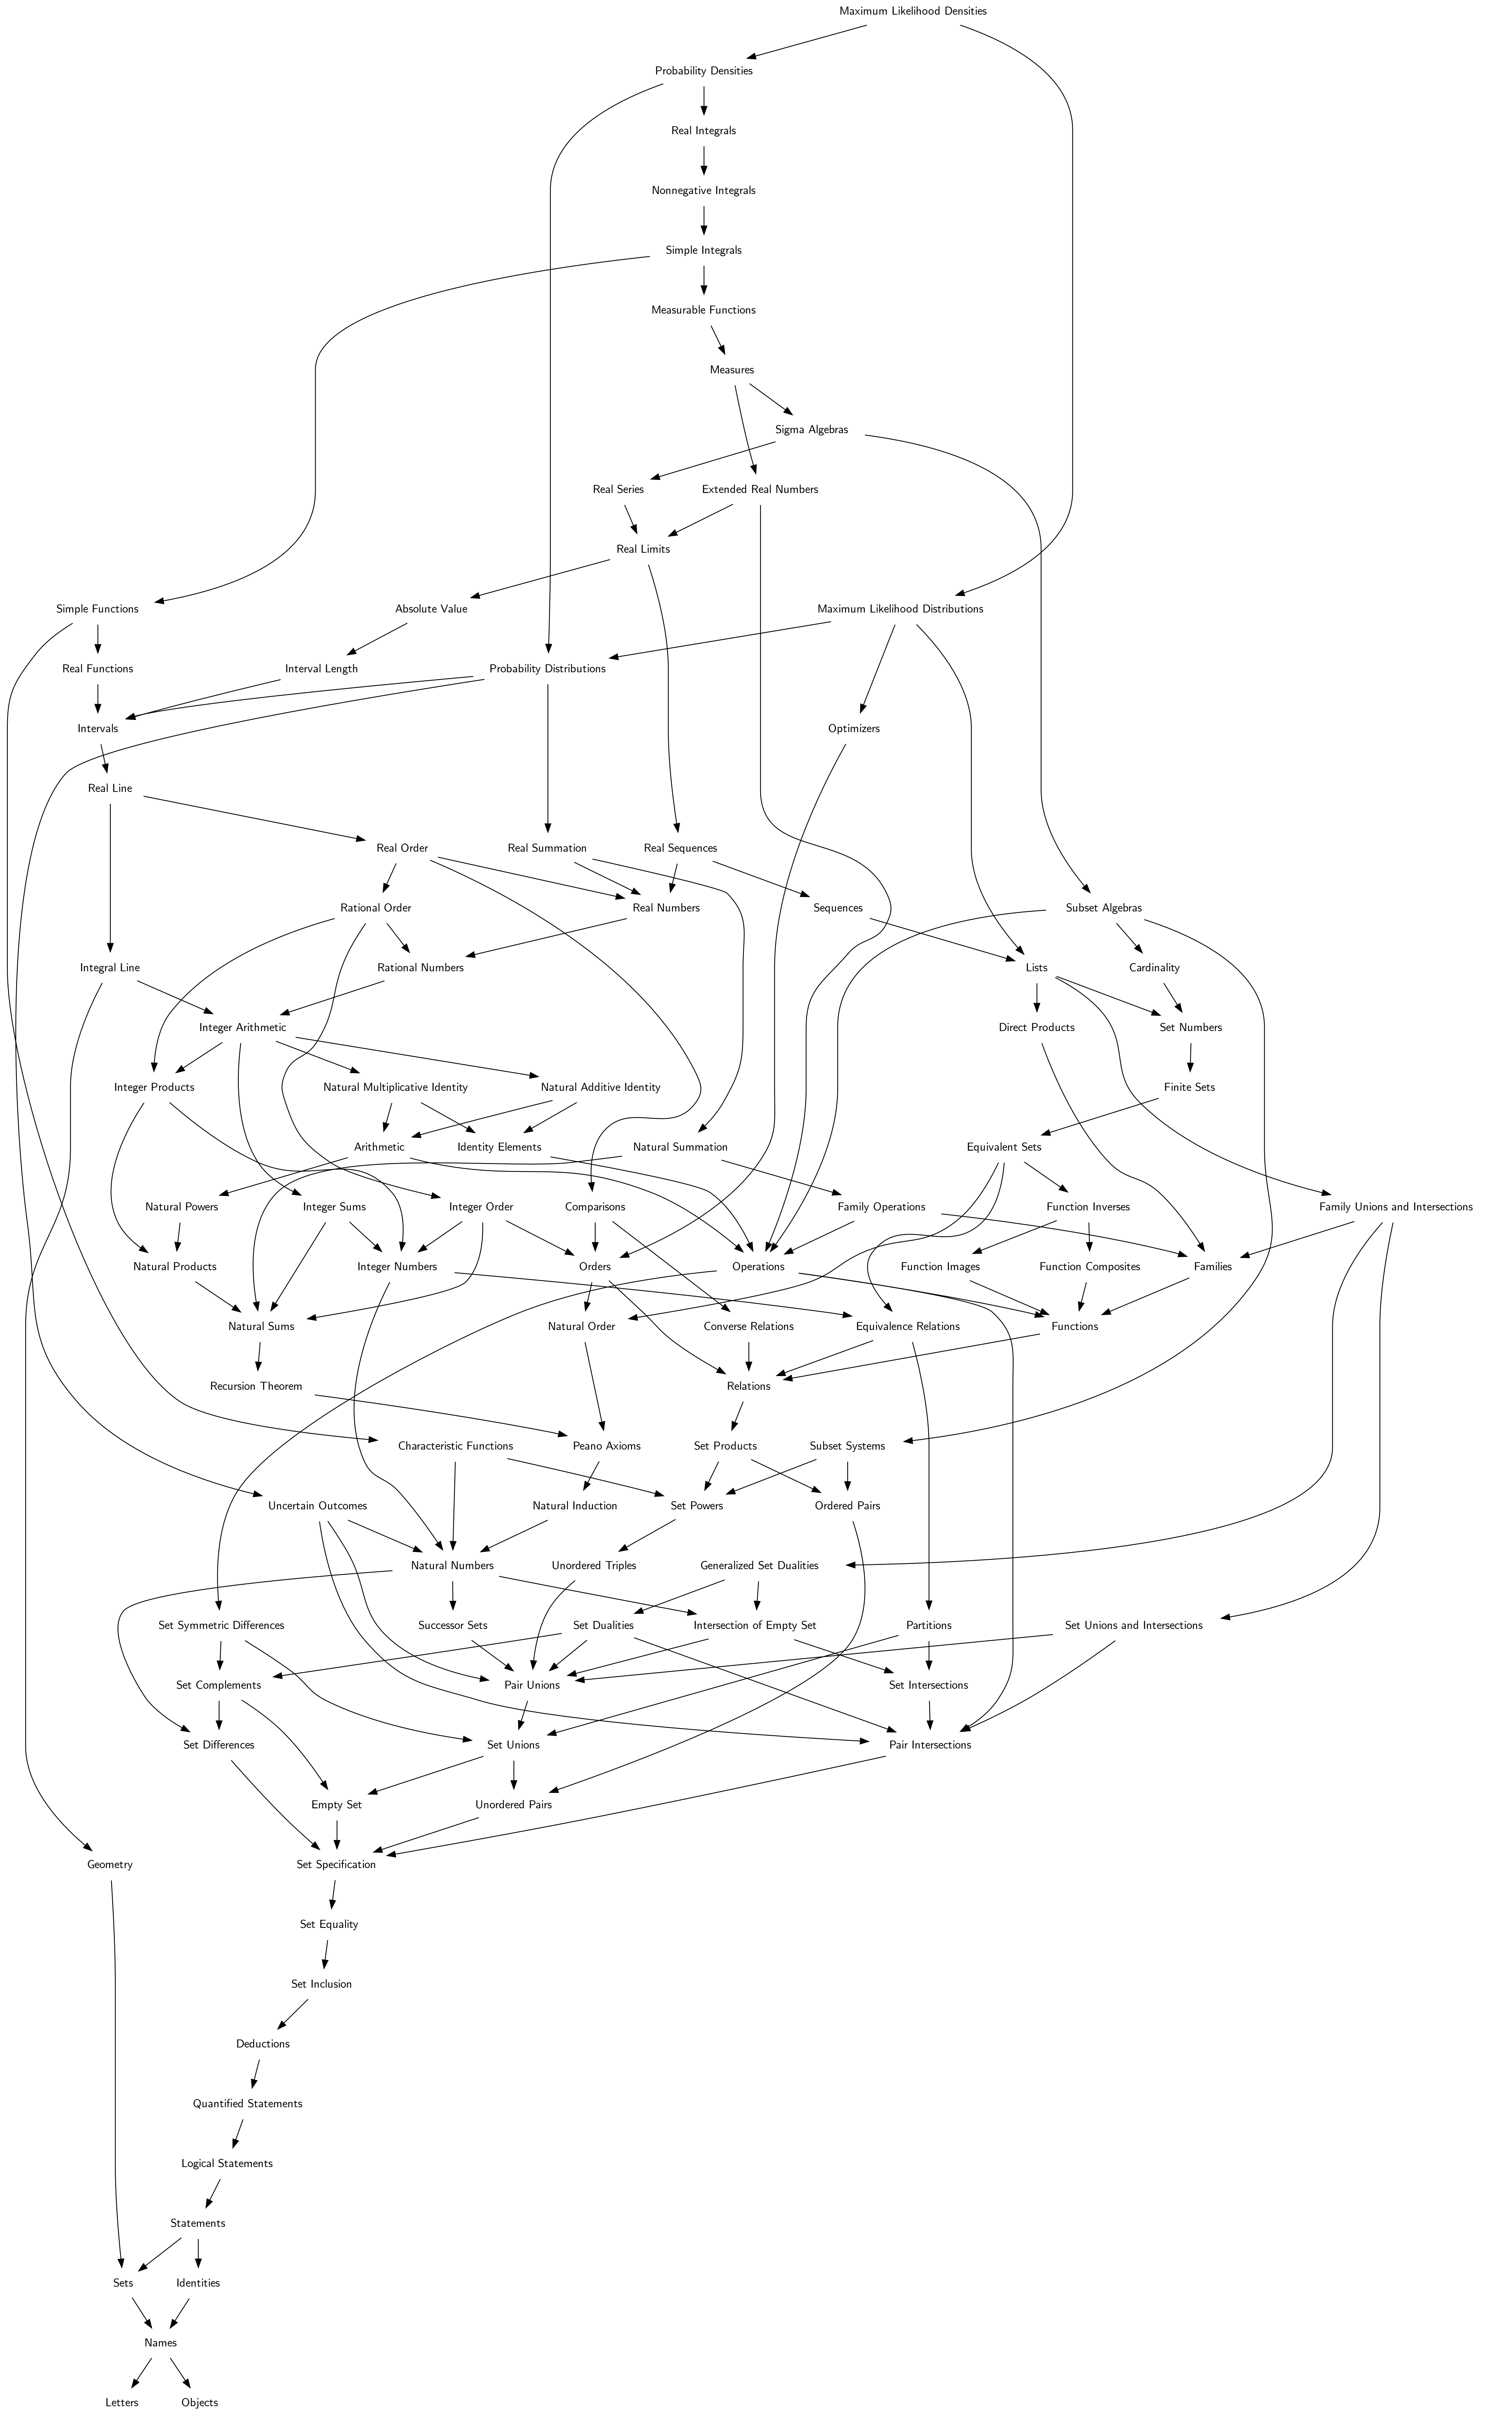 Maximum Likelihood Densities
Probability Densities
Real Integrals
Nonnegative Integrals
Simple Integrals
Measurable Functions
Measures
Sigma Algebras
Real Series
Extended Real Numbers
Real Limits
Simple Functions
Absolute Value
Maximum Likelihood Distributions
Real Functions
Interval Length
Probability Distributions
Intervals
Optimizers
Real Line
Real Order
Real Summation
Real Sequences
Rational Order
Real Numbers
Sequences
Subset Algebras
Integral Line
Rational Numbers
Lists
Cardinality
Integer Arithmetic
Direct Products
Set Numbers
Integer Products
Natural Multiplicative Identity
Natural Additive Identity
Finite Sets
Arithmetic
Identity Elements
Natural Summation
Equivalent Sets
Natural Powers
Integer Sums
Integer Order
Comparisons
Family Operations
Function Inverses
Family Unions and Intersections
Natural Products
Integer Numbers
Orders
Operations
Function Images
Function Composites
Families
Natural Sums
Natural Order
Converse Relations
Equivalence Relations
Functions
Recursion Theorem
Relations
Characteristic Functions
Peano Axioms
Set Products
Subset Systems
Uncertain Outcomes
Natural Induction
Set Powers
Ordered Pairs
Natural Numbers
Unordered Triples
Generalized Set Dualities
Set Symmetric Differences
Successor Sets
Set Dualities
Intersection of Empty Set
Partitions
Set Unions and Intersections
Set Complements
Pair Unions
Set Intersections
Set Differences
Set Unions
Pair Intersections
Empty Set
Unordered Pairs
Geometry
Set Specification
Set Equality
Set Inclusion
Deductions
Quantified Statements
Logical Statements
Statements
Sets
Identities
Names
Letters
Objects